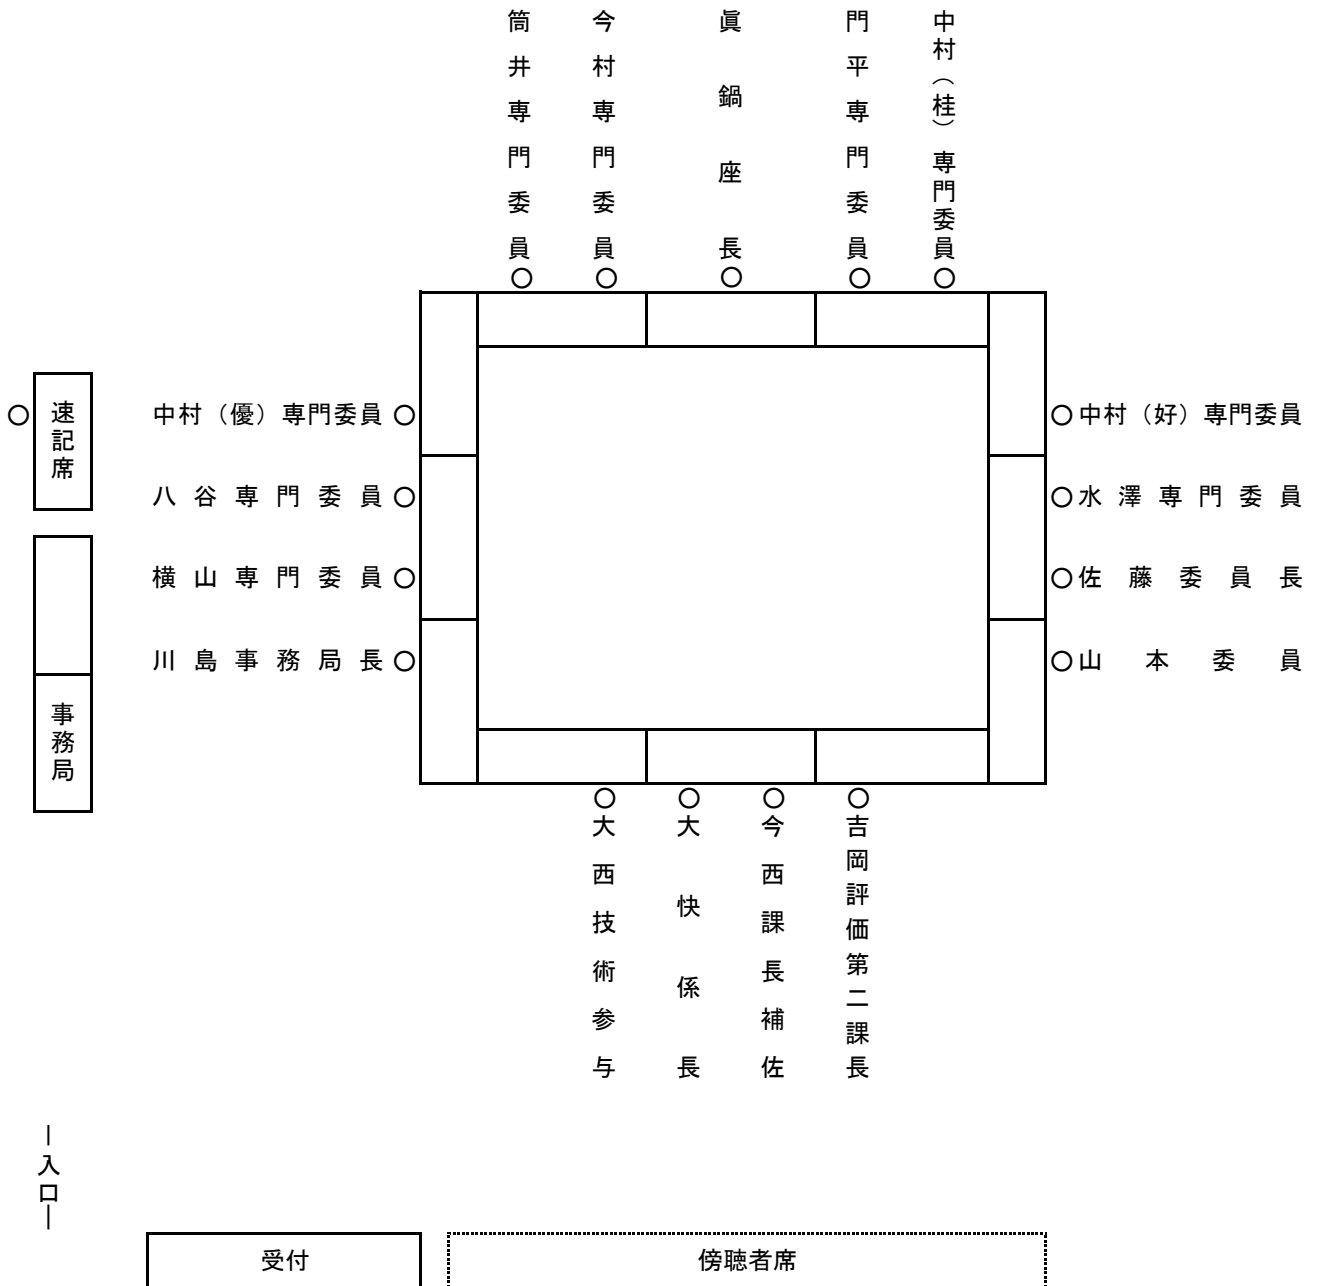 筒井専門委員
今村専門委員
眞鍋座長
門平専門委員
中村（桂）専門委員
○
○
○
○
○
○
速記席
中村（優）専門委員○
○中村（好）専門委員
八谷専門委員○
○水澤専門委員
横山専門委員○
○佐藤委員長
川島事務局長○
○山本委員
事務局
○
○
○
○
大西技術参与
大快係長
今西課長補佐
吉岡評価第二課長
―入口―
受付
傍聴者席